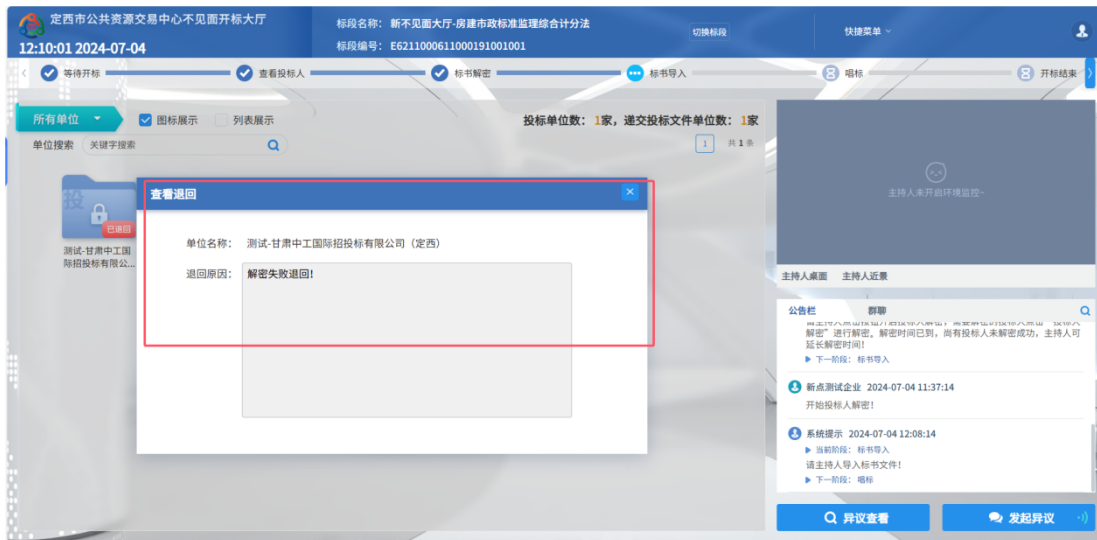 定西市公共资源交易中心不见面开标大厅
12:10:01 2024-07-04
标段名称： 新不见面大厅-房建市政标准监理综合计分法
标段编号： E6211000611000191001001
切换标段
快捷菜单
等待开标
查看投标人
标书解密
标书导入
唱标
开标结束
所有单位
图标展示
列表展示
投标单位数： 1家，递交投标文件单位数： 1家
单位搜索
关键字搜索
1
共 1 条
投
已退回
测试-甘肃中工国
际招投标有限公...
查看退回
单位名称： 测试-甘肃中工国际招投标有限公司（定西）
退回原因： 解密失败退回！
主持人未开启环境监控~
主持人桌面 主持人近景
公告栏
群聊
解密”进行解密。解密时间已到，尚有投标人未解密成功，主持人可
延长解密时间！
下一阶段： 标书导入
新点测试企业 2024-07-04 11:37:14
开始投标人解密！
系统提示 2024-07-04 12:08:14
当前阶段： 标书导入
请主持人导入标书文件！
下一阶段： 唱标
异议查看
发起异议